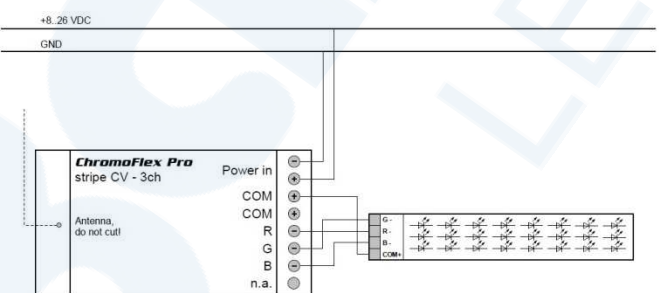 +8..26 VDC
GND
ChromoFlex Pro
stripe CV - 3ch
Power in
COM
COM
Antenna,
do not cut!
R
G
B
n.a.
G -
R -
B -
COM+